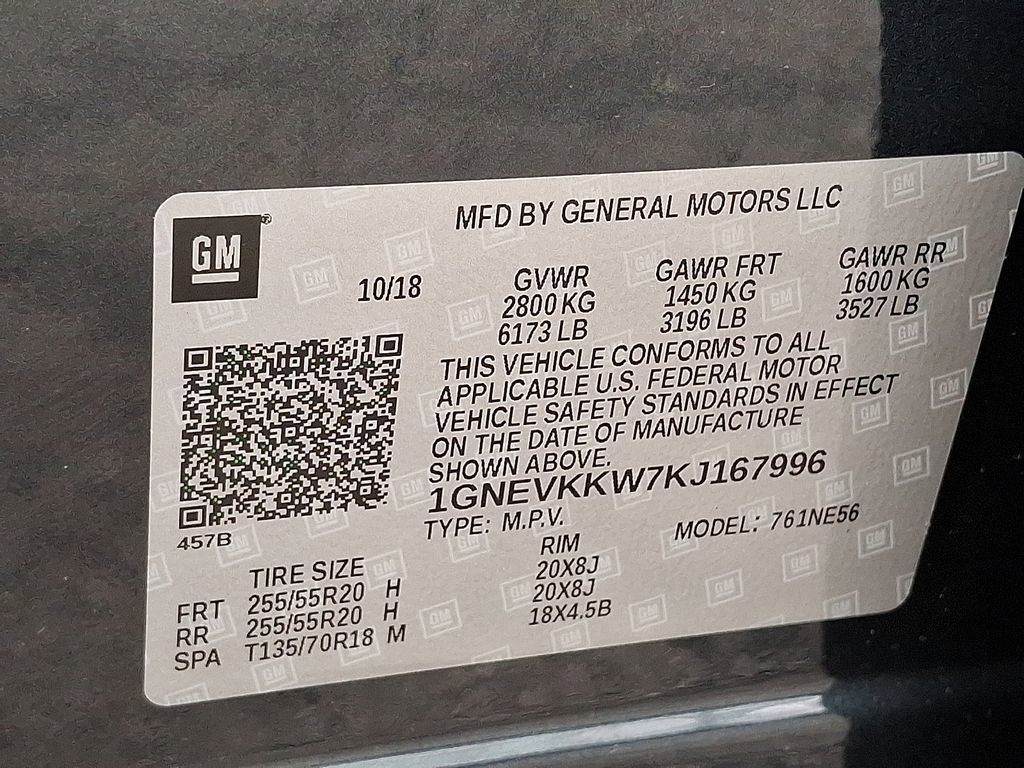 GM
MFD BY GENERAL MOTORS LLC
10/18
GVWR GAWR FRT GAWR RR
2800 KG 1450 KG 1600 KG
6173 LB 3196 LB 3527 LB
THIS VEHICLE CONFORMS TO ALL
APPLICABLE U.S. FEDERAL MOTOR
VEHICLE SAFETY STANDARDS IN EFFECT
ON THE DATE OF MANUFACTURE
SHOWN ABOVE.
1GNEVKKW7KJ167996
TYPE: M.P.V. MODEL: 761NE56
457B
TIRE SIZE RIM
FRT 255/55R20 H 20X8J
RR 255/55R20 H 20X8J
SPA T135/70R18 M 18X4.5B